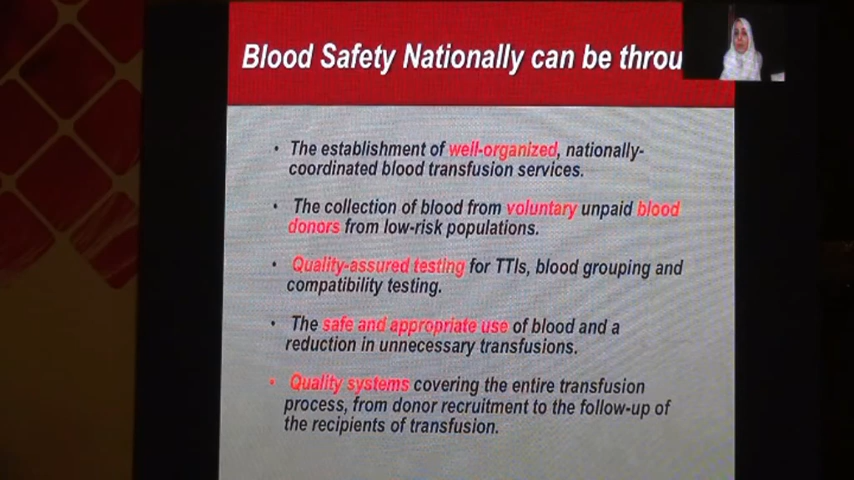 Blood Safety Nationally can be throu
• The establishment of well-organized, nationally-
coordinated blood transfusion services.
• The collection of blood from voluntary unpaid blood
donors from low-risk populations.
• Quality-assured testing for TTIs, blood grouping and
compatibility testing.
• The safe and appropriate use of blood and a
reduction in unnecessary transfusions.
• Quality systems covering the entire transfusion
process, from donor recruitment to the follow-up of
the recipients of transfusion.